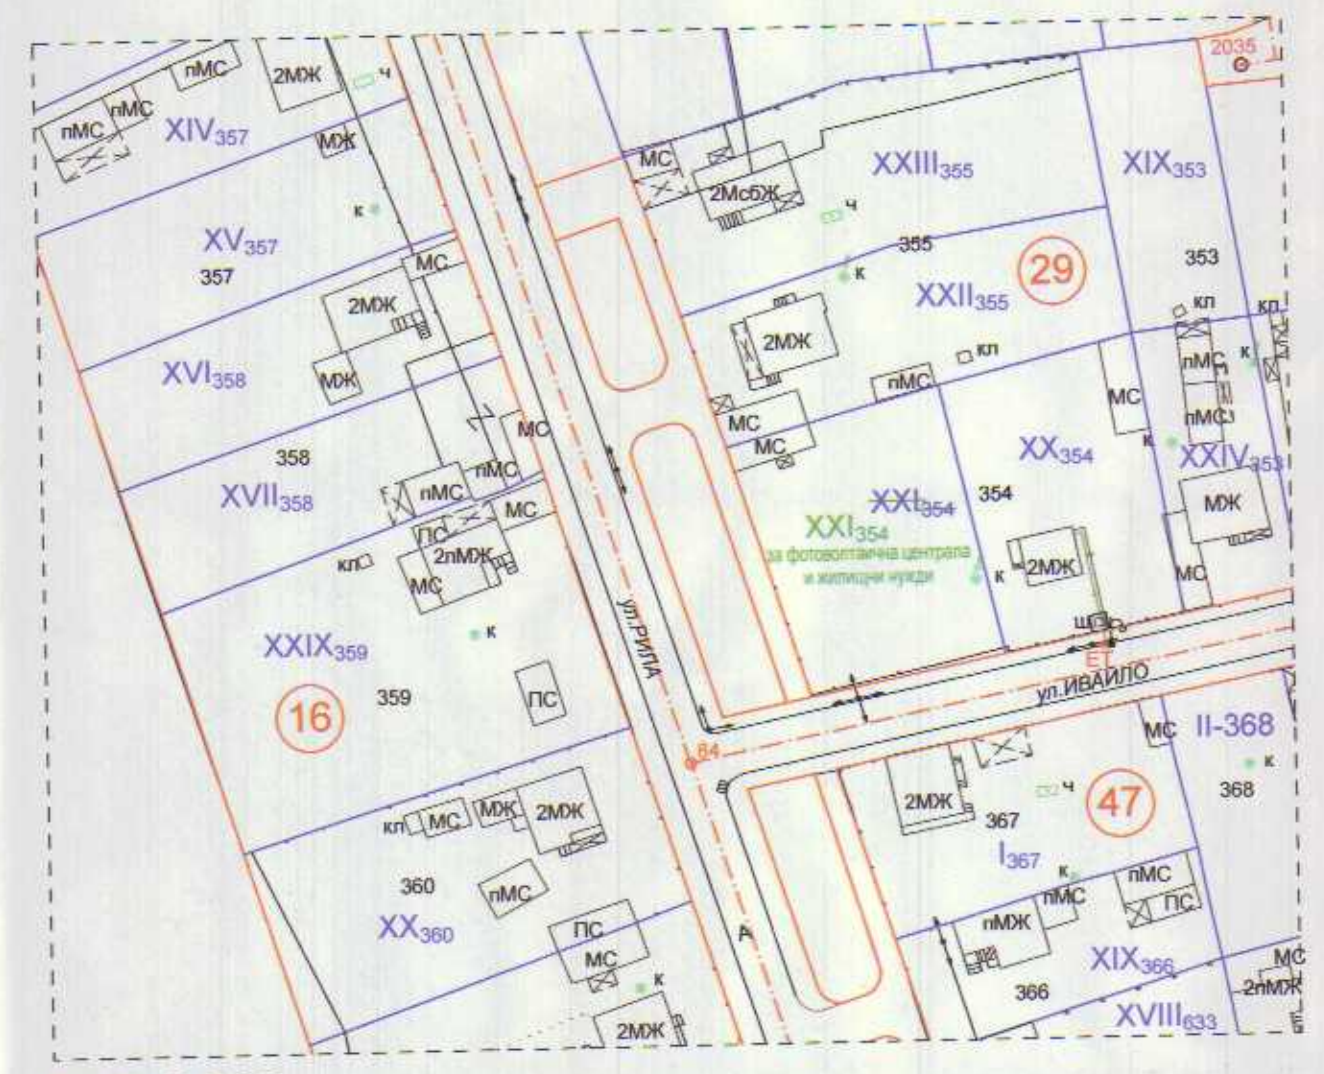 2035
пМС
2МЖ
Ч
пМС
пМС
XIV357
МЖ
МС
XXIII355
XIX353
2МсбЖ
Ч
к
XV357
357
355
29
353
МС
к
XXII355
2МЖ
кл
кл
2МЖ
кл
к
XVI358
МЖ
пМС
пМС
МС
МС
пМС
МС
МС
к
358
XX354
XXIV353
пМС
XVII358
пМС
354
XXI354
МС
МЖ
ПС
XXI354
за фотоволтаична централа
и жилищни нужди
2пМЖ
кл
МС
к
2МЖ
МС
ул.РИЛА
Ш
к
ЕТ
XXIX359
359
ПС
16
ул.ИВАЙЛО
64
МС
II-368
к
Ч
47
368
2МЖ
367
I367
кл
МС
МЖ
2МЖ
360
пМС
к
пМС
пМС
ПС
XX360
ПС
А
пМЖ
МС
XIX366
МС
к
366
2пМЖ
2МЖ
XVIII633